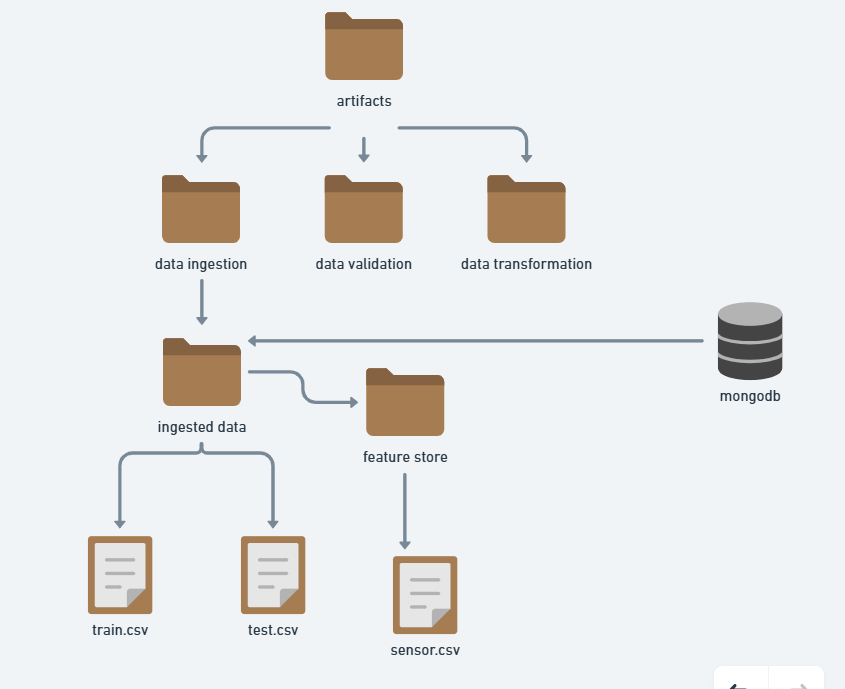 artifacts
data ingestion
data validation
data transformation
mongodb
ingested data
feature store
train.csv
test.csv
sensor.csv